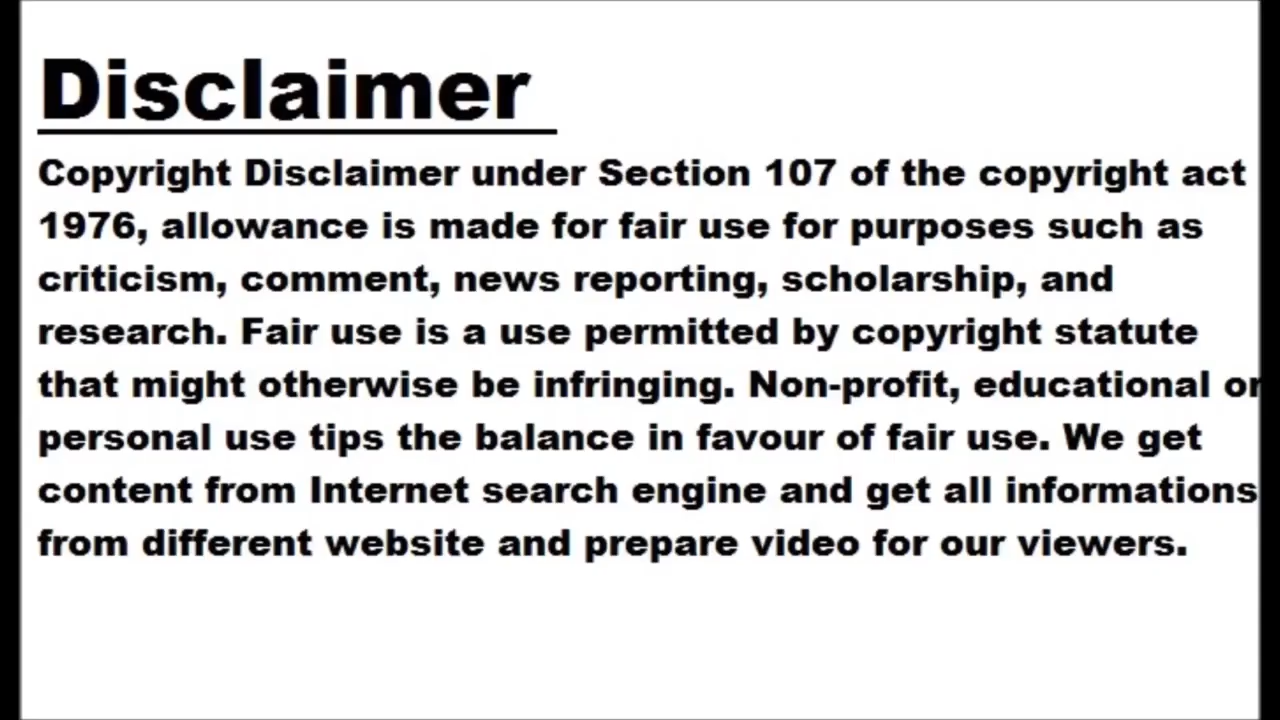 Disclaimer
Copyright Disclaimer under Section 107 of the copyright act
1976, allowance is made for fair use for purposes such as
criticism, comment, news reporting, scholarship, and
research. Fair use is a use permitted by copyright statute
that might otherwise be infringing. Non-profit, educational or
personal use tips the balance in favour of fair use. We get
content from Internet search engine and get all informations
from different website and prepare video for our viewers.